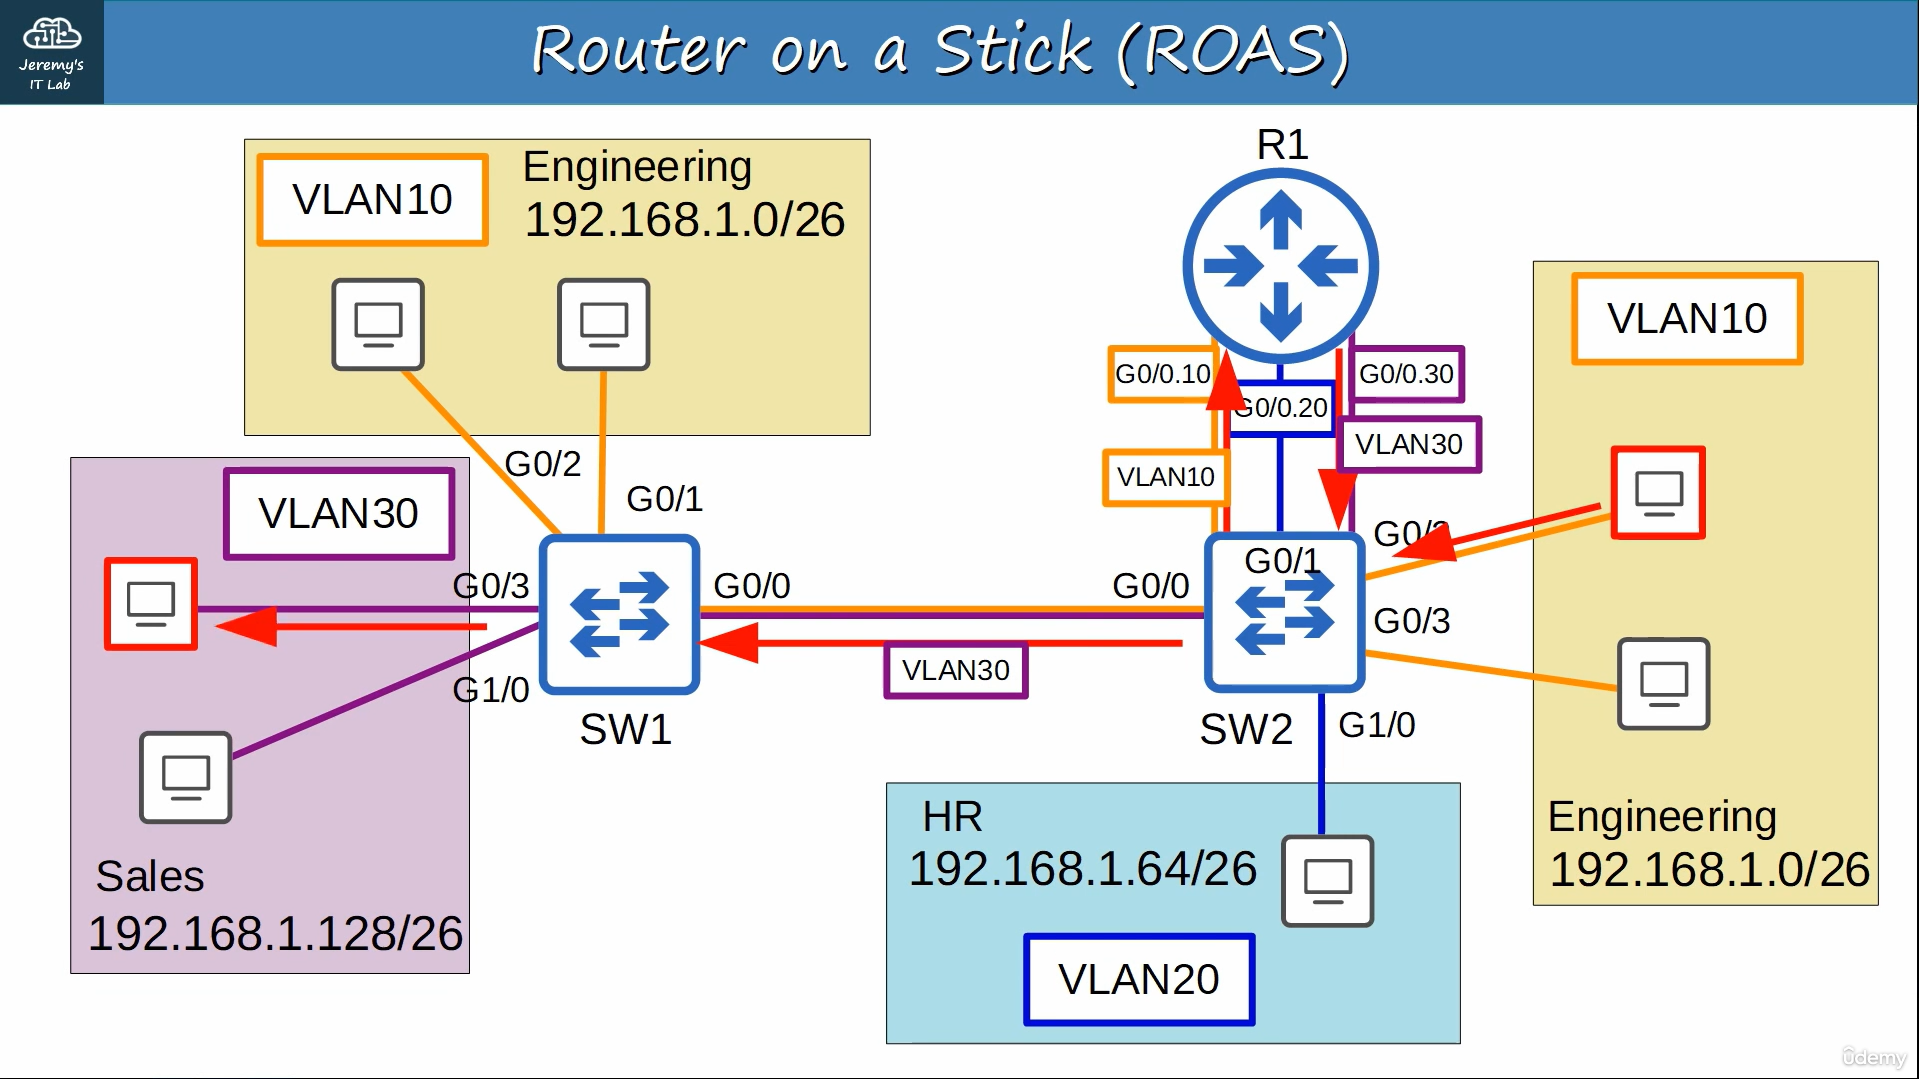 Jeremy's
IT Lab
Router on a Stick (ROAS)
R1
VLAN10
Engineering
192.168.1.0/26
VLAN10
G0/0.10
G0/0.20
G0/0.30
VLAN30
VLAN10
G0/2
G0/1
VLAN30
G0/3
G0/0
G0/0
G0/1
G0/2
G0/3
VLAN30
G1/0
SW1
SW2
G1/0
HR
192.168.1.64/26
VLAN20
Engineering
192.168.1.0/26
Sales
192.168.1.128/26
udemy